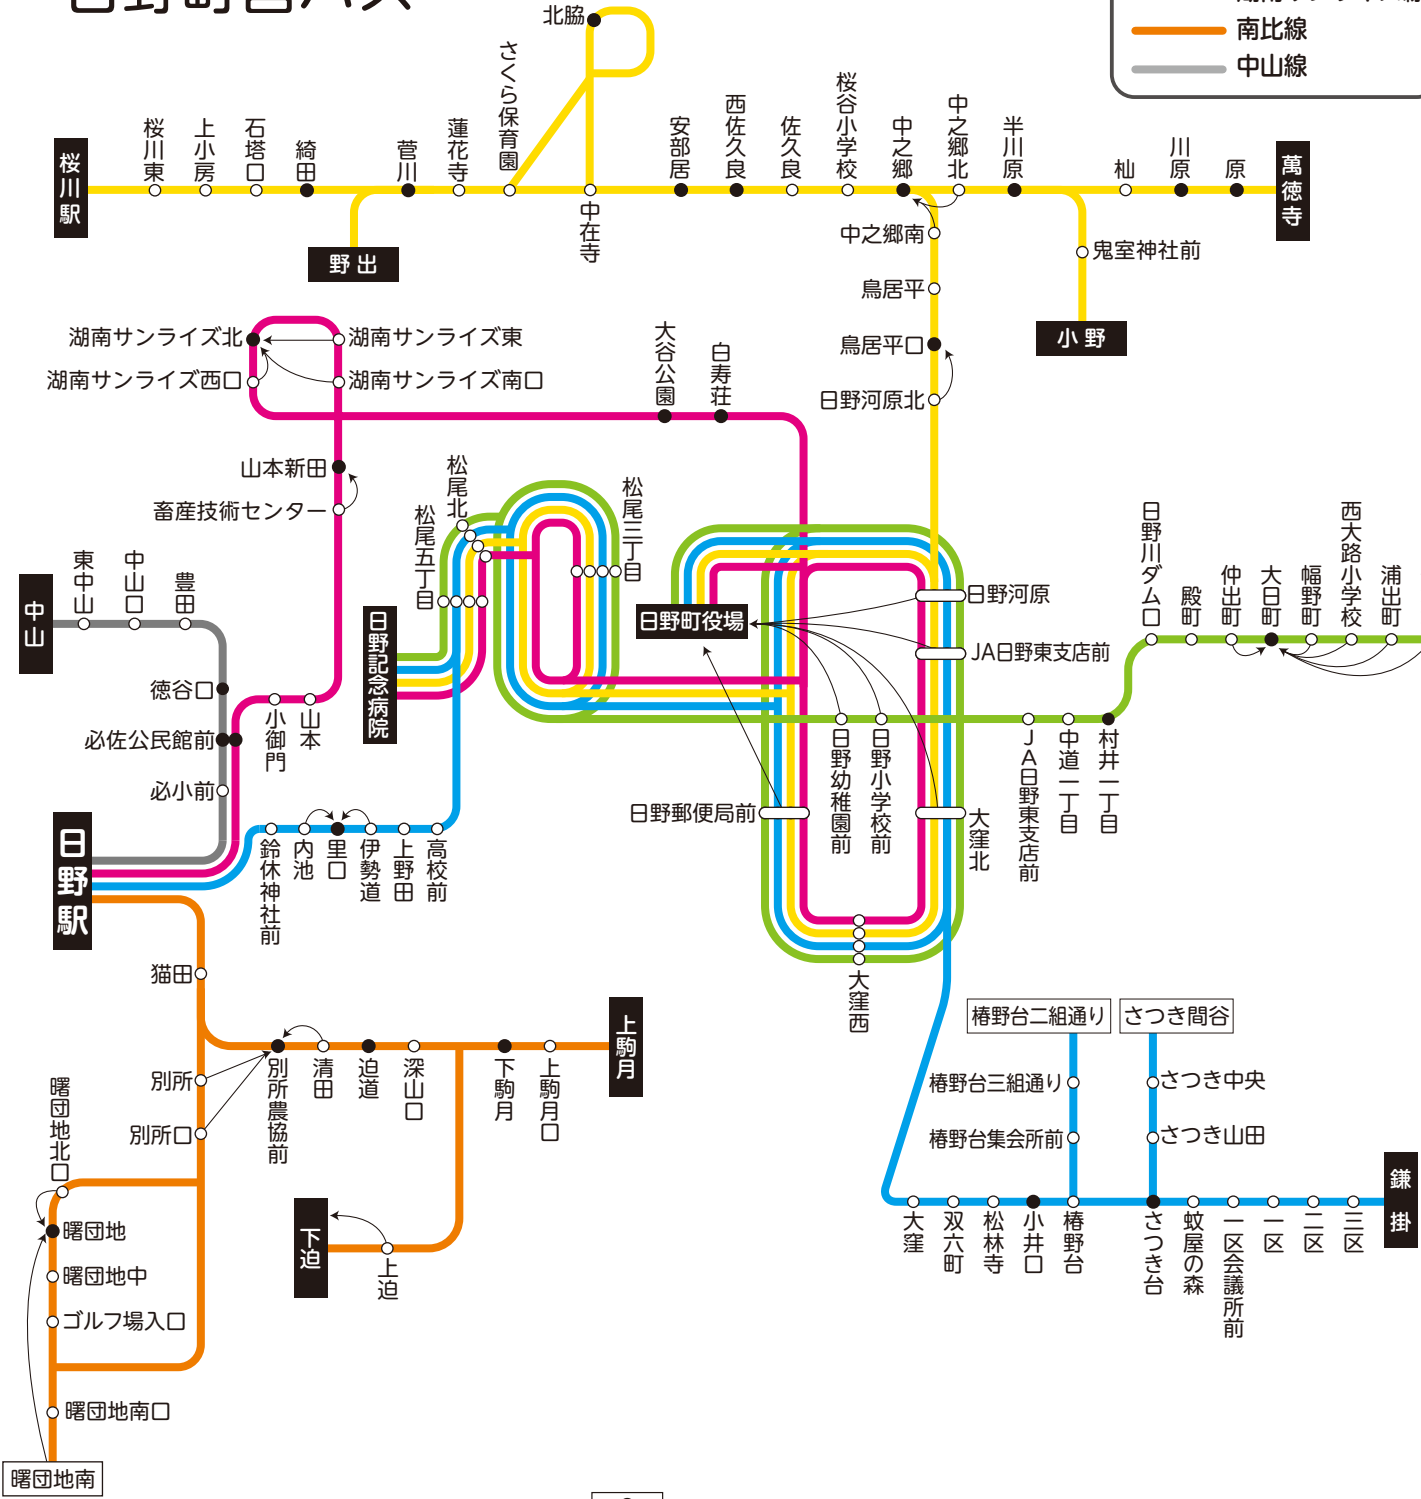 南比線
中山線
北脇
さくら保育園
桜川駅
桜川東
上小房
石塔口
綺田
菅川
蓮花寺
中在寺
安部居
西佐久良
佐久良
桜谷小学校
中之郷
中之郷北
半川原
杣
川原
原
萬徳寺
野出
中之郷南
鳥居平
鳥居平口
日野河原北
鬼室神社前
小野
湖南サンライズ北
湖南サンライズ東
湖南サンライズ西口
湖南サンライズ南口
大谷公園
白寿荘
山本新田
畜産技術センター
松尾北
松尾五丁目
松尾三丁目
日野記念病院
日野町役場
日野河原
JA日野東支店前
日野川ダム口
殿町
仲出町
大日町
幅野町
西大路小学校
浦出町
中山
東中山
中山口
豊田
徳谷口
必佐公民館前
必小前
小御門
山本
日野駅
鈴休神社前
内池
里口
伊勢道
上野田
高校前
日野郵便局前
日野幼稚園前
日野小学校前
大窪北
JA日野東支店前
中道一丁目
村井一丁目
大窪西
猫田
別所
別所口
別所農協前
清田
迫道
深山口
下駒月
上駒月口
上駒月
下迫
上迫
曙団地北口
曙団地
曙団地中
ゴルフ場入口
曙団地南口
曙団地南
椿野台二組通り
さつき間谷
椿野台三組通り
さつき中央
椿野台集会所前
さつき山田
大窪
双六町
松林寺
小井口
椿野台
さつき台
蚊屋の森
一区会議所前
一区
二区
三区
鎌掛